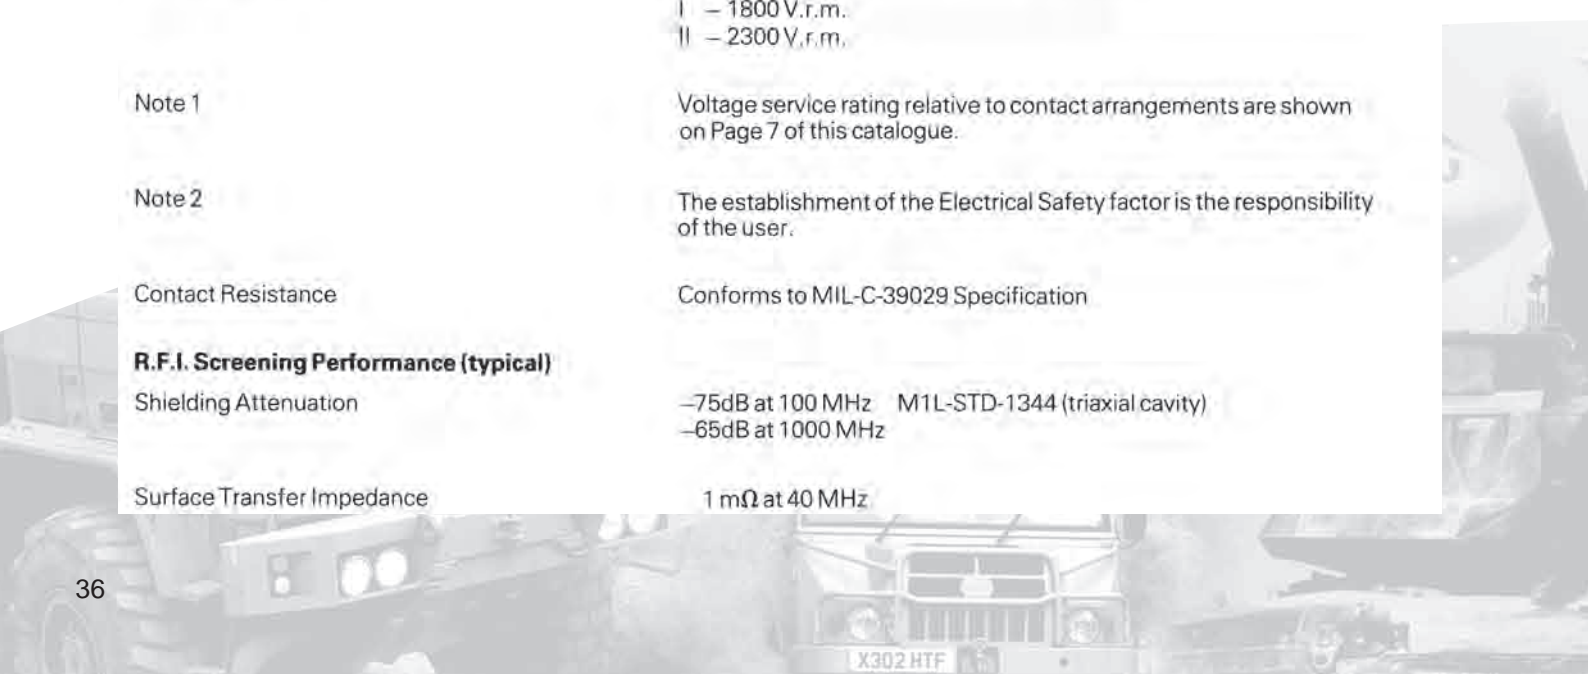 I – 1800 V.r.m.
II – 2300 V.r.m.
Note 1
Voltage service rating relative to contact arrangements are shown
on Page 7 of this catalogue.
Note 2
The establishment of the Electrical Safety factor is the responsibility
of the user.
Contact Resistance
Conforms to MIL-C-39029 Specification
R.F.I. Screening Performance (typical)
Shielding Attenuation
–75dB at 100 MHz M1L-STD-1344 (triaxial cavity)
–65dB at 1000 MHz
Surface Transfer Impedance
1 mΩ at 40 MHz
36
X302 HTF